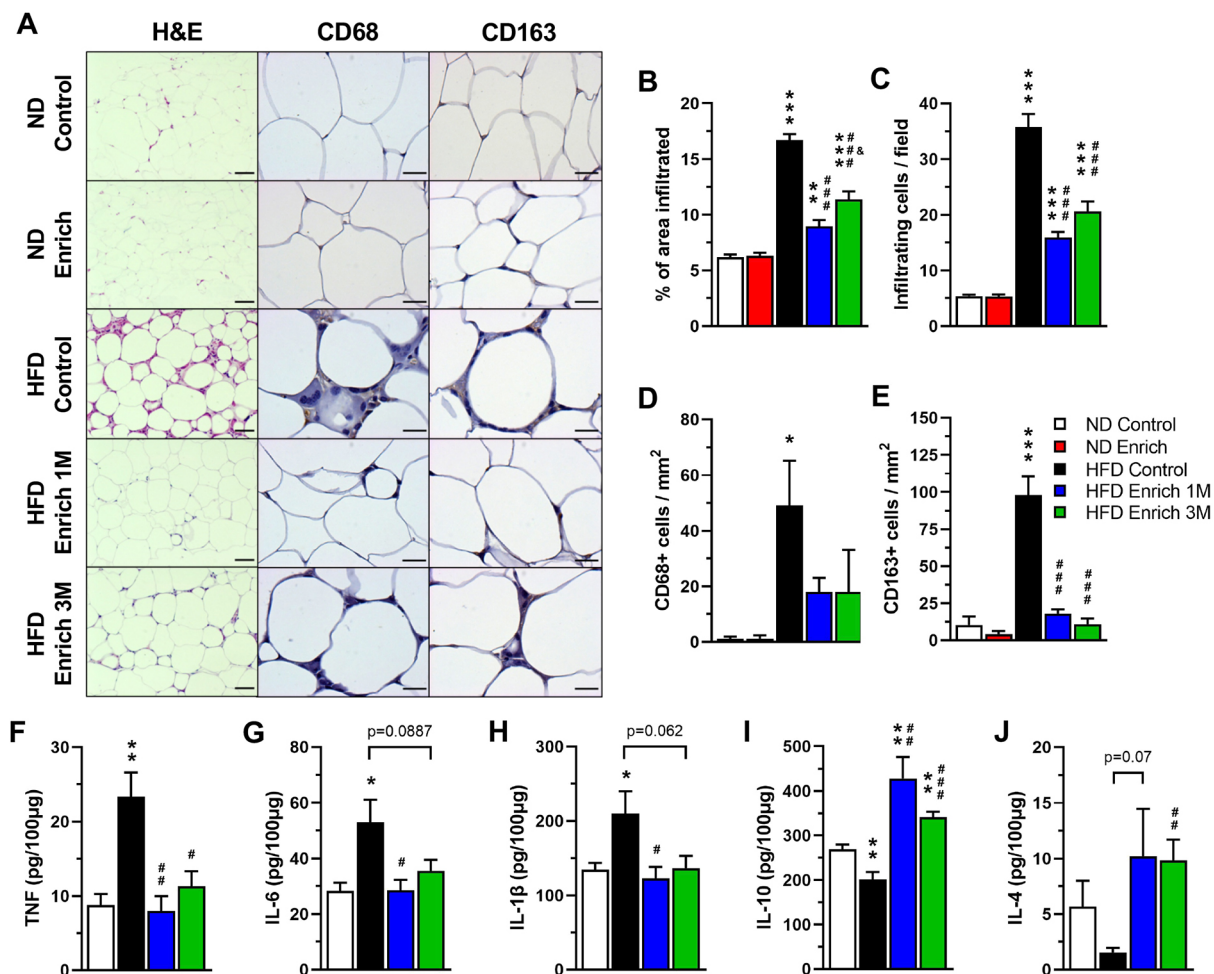 A
H&E
CD68
CD163
ND
Control
ND
Enrich
HFD
Control
HFD
Enrich 1M
HFD
Enrich 3M
B
% of area infiltrated
20
15
10
5
0
***
**
###
***
###
&
C
Infiltrating cells / field
40
30
20
10
0
***
***
###
***
###
D
CD68+ cells / mm2
80
60
40
20
0
*
E
CD163+ cells / mm2
150
125
100
75
50
25
0
***
###
###
ND Control
ND Enrich
HFD Control
HFD Enrich 1M
HFD Enrich 3M
F
TNF (pg/100µg)
30
20
10
0
**
##
#
G
IL-6 (pg/100µg)
80
60
40
20
0
p=0.0887
*
#
H
IL-1β (pg/100µg)
300
200
100
0
p=0.062
*
#
I
IL-10 (pg/100µg)
500
400
300
200
100
0
**
**
##
**
###
J
IL-4 (pg/100µg)
20
15
10
5
0
p=0.07
##